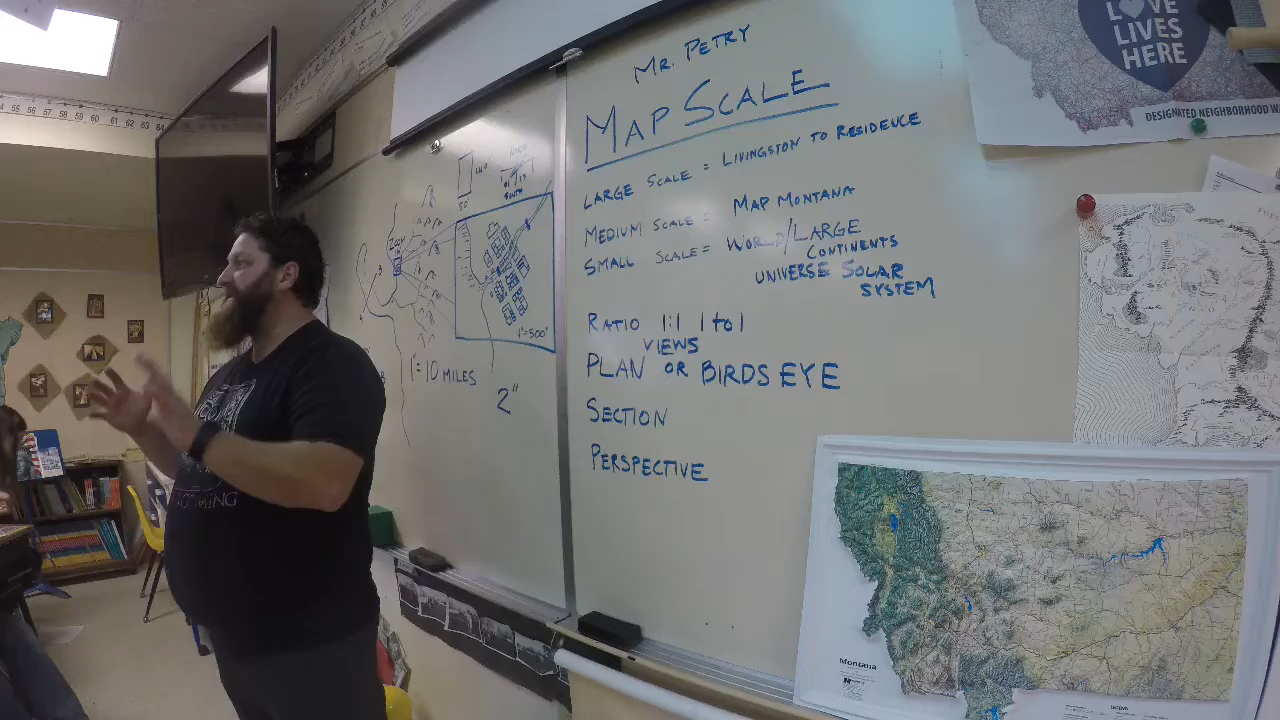 MR. PETRY
MAP SCALE
LARGE SCALE = LIVINGSTON TO RESIDENCE
MEDIUM SCALE = MAP MONTANA
SMALL SCALE = WORLD/LARGE
CONTINENTS
UNIVERSE SOLAR
SYSTEM
RATIO 1:1 1 to 1
VIEWS
PLAN OR BIRDS EYE
SECTION
PERSPECTIVE
SOUTH
50'
1"=500'
1"=10 MILES
2"
LOVE
LIVES
HERE
DESIGNATED NEIGHBORHOOD
Montana